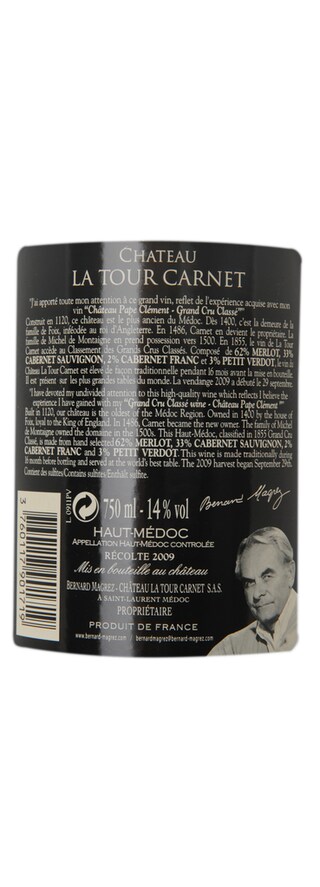 CHATEAU
LA TOUR CARNET
"J'ai apporté toute mon attention à ce grand vin, reflet de l'expérience acquise avec mon
vin "Château Pape Clément - Grand Cru Classé""
Construit en 1120, ce château est le plus ancien du Médoc. Dès 1400, c'est la demeure de la
famille de Foix, inféodée au roi d'Angleterre. En 1486, Carnet en devient le propriétaire. La
famille de Michel de Montaigne en prend possession vers 1500. En 1855, le vin de La Tour
Carnet accède au Classement des Grands Crus Classés. Composé de 62% MERLOT, 33%
CABERNET SAUVIGNON, 2% CABERNET FRANC et 3% PETIT VERDOT, le vin du
Château La Tour Carnet est élevé de façon traditionnelle pendant 16 mois avant la mise en bouteille.
Il est présent sur les plus grandes tables du monde. La vendange 2009 a débuté le 29 septembre.
"I have devoted my undivided attention to this high-quality wine which reflects I believe the
experience I have gained with my "Grand Cru Classé wine - Château Pape Clément""
Built in 1120, our château is the oldest of the Médoc Region. Owned in 1400 by the house of
Foix, loyal to the King of England. In 1486, Carnet became the new owner. The family of Michel
de Montaigne owned the domain in the 1500s. This Haut-Médoc, classified in 1855 Grand Cru
Classé, is made from hand selected 62% MERLOT, 33% CABERNET SAUVIGNON, 2%
CABERNET FRANC and 3% PETIT VERDOT. This wine is made traditionally during
16 month before bottling and served at the world's best table. The 2009 harvest began september 29th.
Contient des sulfites/Contains sulfites/Enthält sulfite.
L.091PV
3760117901719
750 ml - 14% vol
Bernard Magrez
HAUT-MÉDOC
APPELLATION HAUT-MÉDOC CONTRÔLÉE
RÉCOLTE 2009
Mis en bouteille au château
BERNARD MAGREZ - CHÂTEAU LA TOUR CARNET S.A.S.
À SAINT-LAURENT MÉDOC
PROPRIÉTAIRE
PRODUIT DE FRANCE
www.bernard-magrez.com / bernardmagrez@bernard-magrez.com